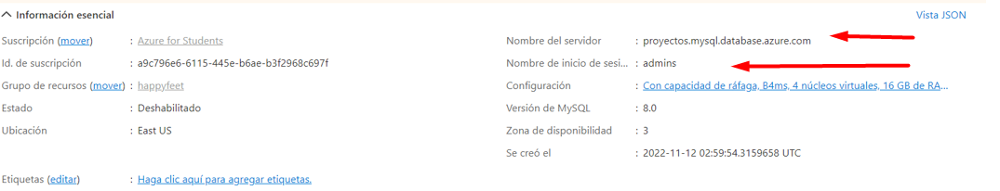 Información esencial
Vista JSON
Suscripción (mover) : Azure for Students
Id. de suscripción : a9c796e6-6115-445e-b6ae-b3f2968c697f
Grupo de recursos (mover) : happyfeet
Estado : Deshabilitado
Ubicación : East US
Nombre del servidor : proyectos.mysql.database.azure.com
Nombre de inicio de sesi... : admins
Configuración : Con capacidad de ráfaga, B4ms, 4 núcleos virtuales, 16 GB de RA...
Versión de MySQL : 8.0
Zona de disponibilidad : 3
Se creó el : 2022-11-12 02:59:54.3159658 UTC
Etiquetas (editar) : Haga clic aquí para agregar etiquetas.